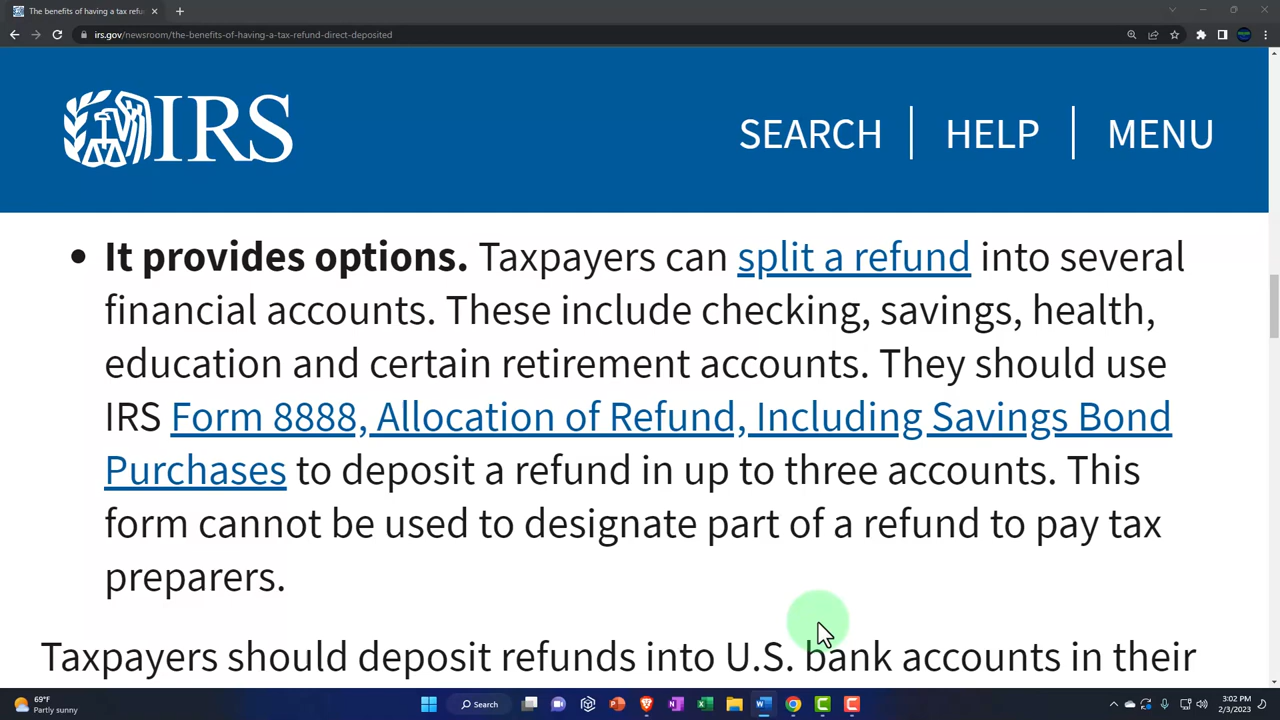 The benefits of having a tax refu
irs.gov/newsroom/the-benefits-of-having-a-tax-refund-direct-deposited
IRS
SEARCH
HELP
MENU
• It provides options. Taxpayers can split a refund into several
financial accounts. These include checking, savings, health,
education and certain retirement accounts. They should use
IRS Form 8888, Allocation of Refund, Including Savings Bond
Purchases to deposit a refund in up to three accounts. This
form cannot be used to designate part of a refund to pay tax
preparers.
Taxpayers should deposit refunds into U.S. bank accounts in their
69°F
Partly sunny
Search
3:02 PM
2/3/2023